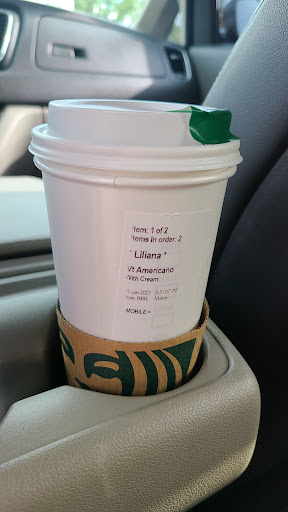 Item: 1 of 2
Items in order: 2
* Liliana *
Vt Americano
With Cream
MOBILE